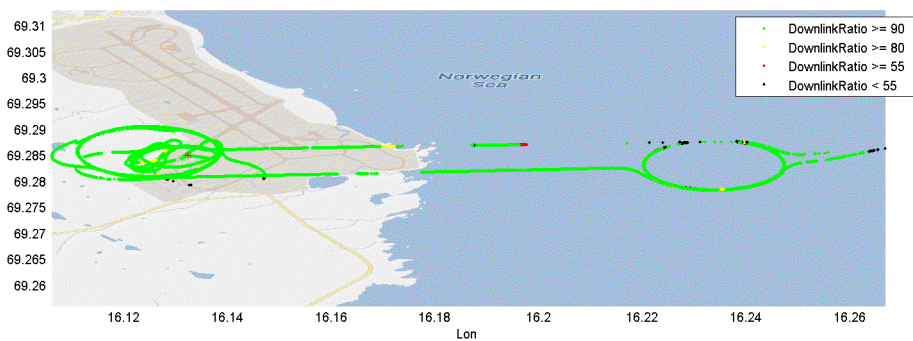 69.31
69.305
69.3
69.295
69.29
69.285
69.28
69.275
69.27
69.265
69.26
Norwegian
Sea
DownlinkRatio >= 90
DownlinkRatio >= 80
DownlinkRatio >= 55
DownlinkRatio < 55
16.12 16.14 16.16 16.18 16.2 16.22 16.24 16.26
Lon